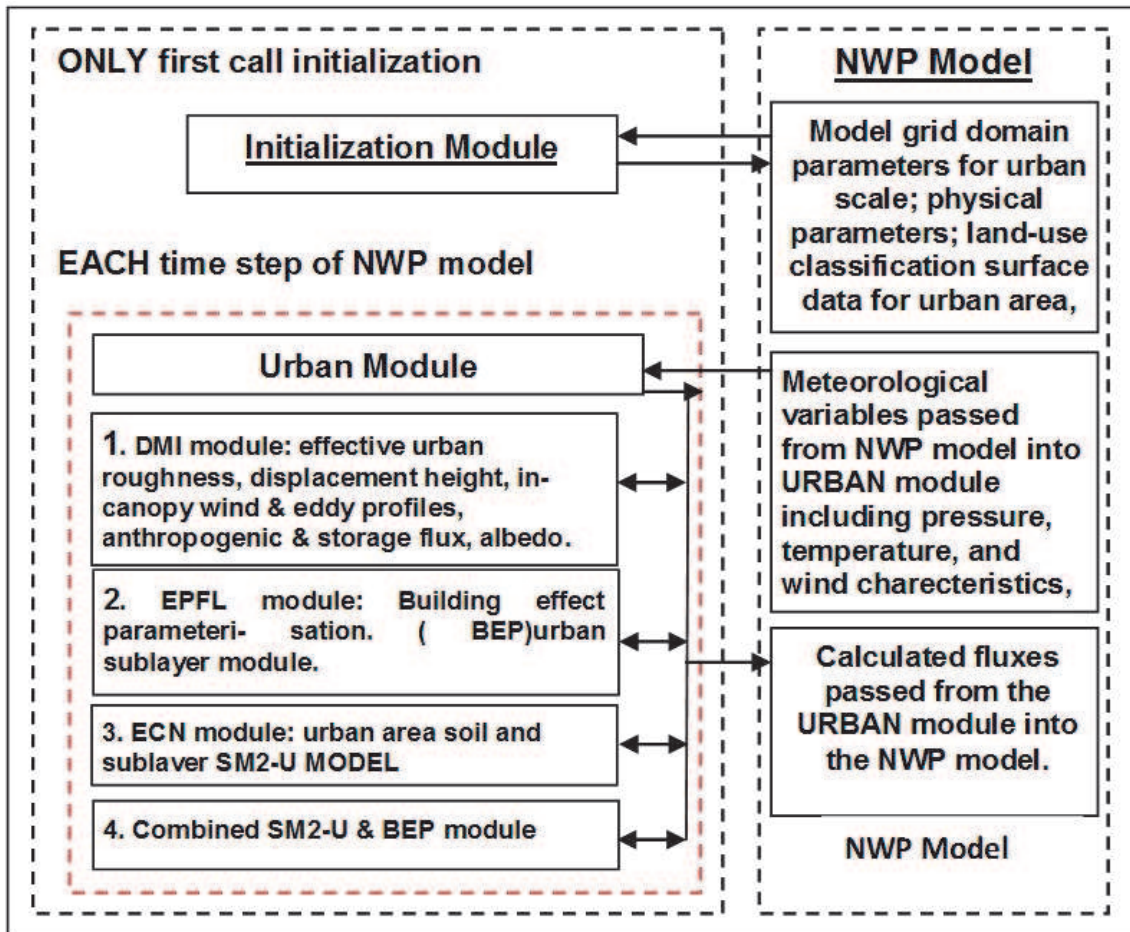 ONLY first call initialization
Initialization Module
EACH time step of NWP model
Urban Module
1. DMI module: effective urban
roughness, displacement height, in-
canopy wind & eddy profiles,
anthropogenic & storage flux, albedo.
2. EPFL module: Building effect
parameteri- sation. ( BEP)urban
sublayer module.
3. ECN module: urban area soil and
sublaver SM2-U MODEL
4. Combined SM2-U & BEP module
NWP Model
Model grid domain
parameters for urban
scale; physical
parameters; land-use
classification surface
data for urban area,
Meteorological
variables passed
from NWP model into
URBAN module
including pressure,
temperature, and
wind charecteristics,
Calculated fluxes
passed from the
URBAN module into
the NWP model.
NWP Model